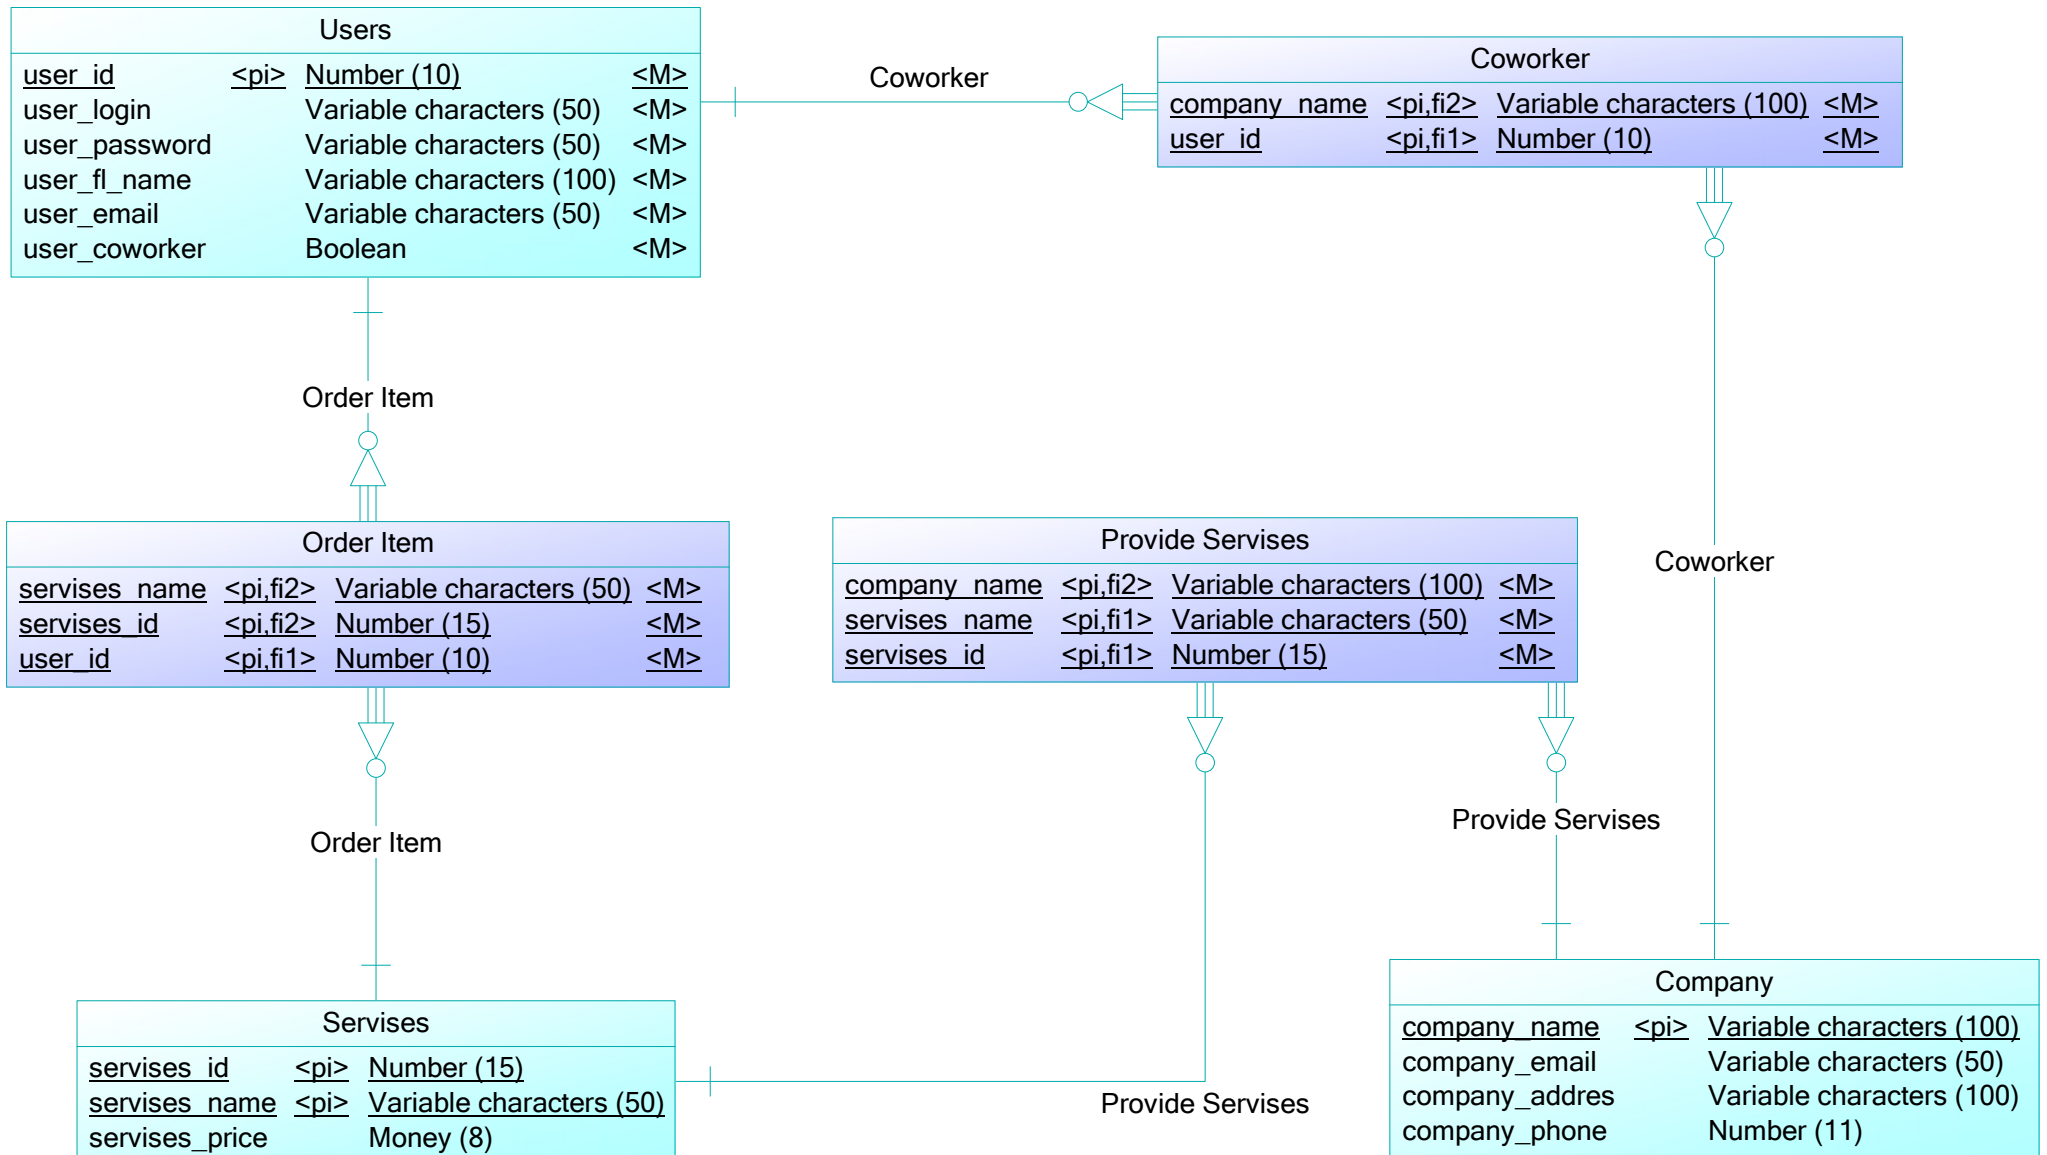 Users
user_id <pi> Number (10) <M>
user_login Variable characters (50) <M>
user_password Variable characters (50) <M>
user_fl_name Variable characters (100) <M>
user_email Variable characters (50) <M>
user_coworker Boolean <M>
Coworker
Coworker
company_name <pi,fi2> Variable characters (100) <M>
user_id <pi,fi1> Number (10) <M>
Order Item
Order Item
servises_name <pi,fi2> Variable characters (50) <M>
servises_id <pi,fi2> Number (15) <M>
user_id <pi,fi1> Number (10) <M>
Provide Servises
company_name <pi,fi2> Variable characters (100) <M>
servises_name <pi,fi1> Variable characters (50) <M>
servises_id <pi,fi1> Number (15) <M>
Coworker
Order Item
Provide Servises
Servises
servises_id <pi> Number (15)
servises_name <pi> Variable characters (50)
servises_price Money (8)
Provide Servises
Company
company_name <pi> Variable characters (100)
company_email Variable characters (50)
company_addres Variable characters (100)
company_phone Number (11)